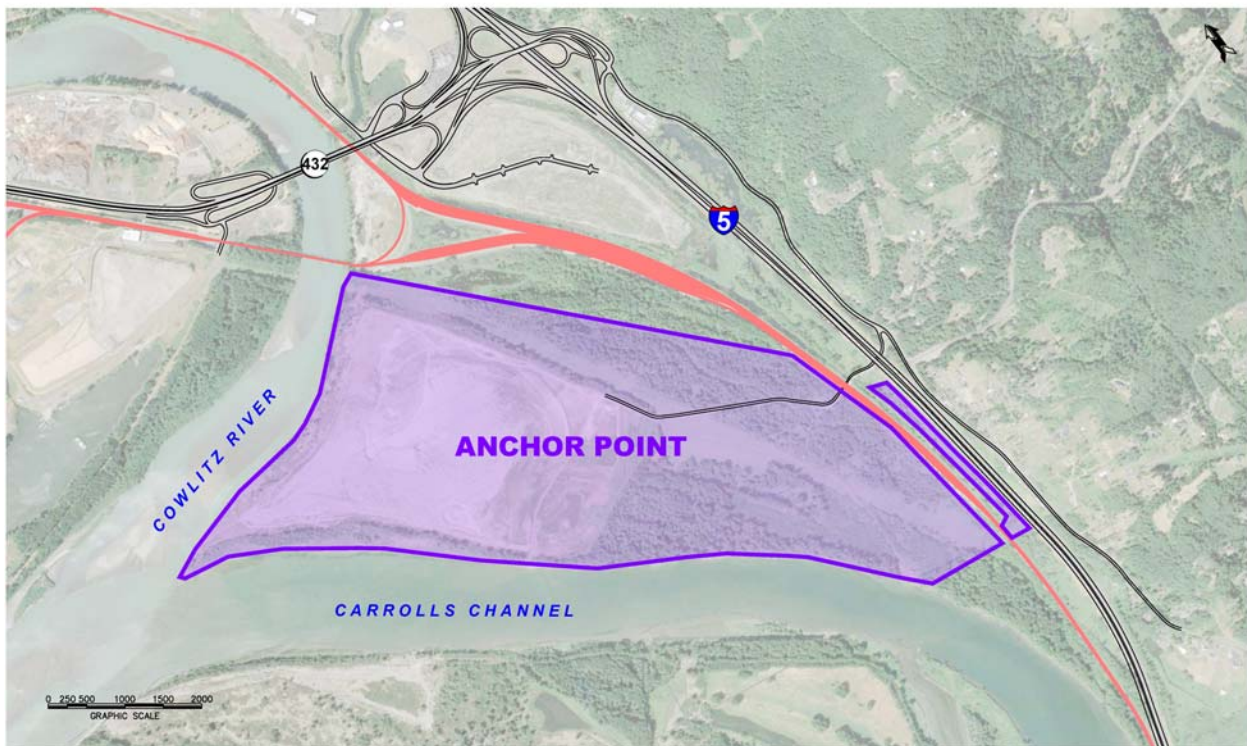 432
5
ANCHOR POINT
COWLITZ RIVER
CARROLLS CHANNEL
0 250 500 1000 1500 2000
GRAPHIC SCALE